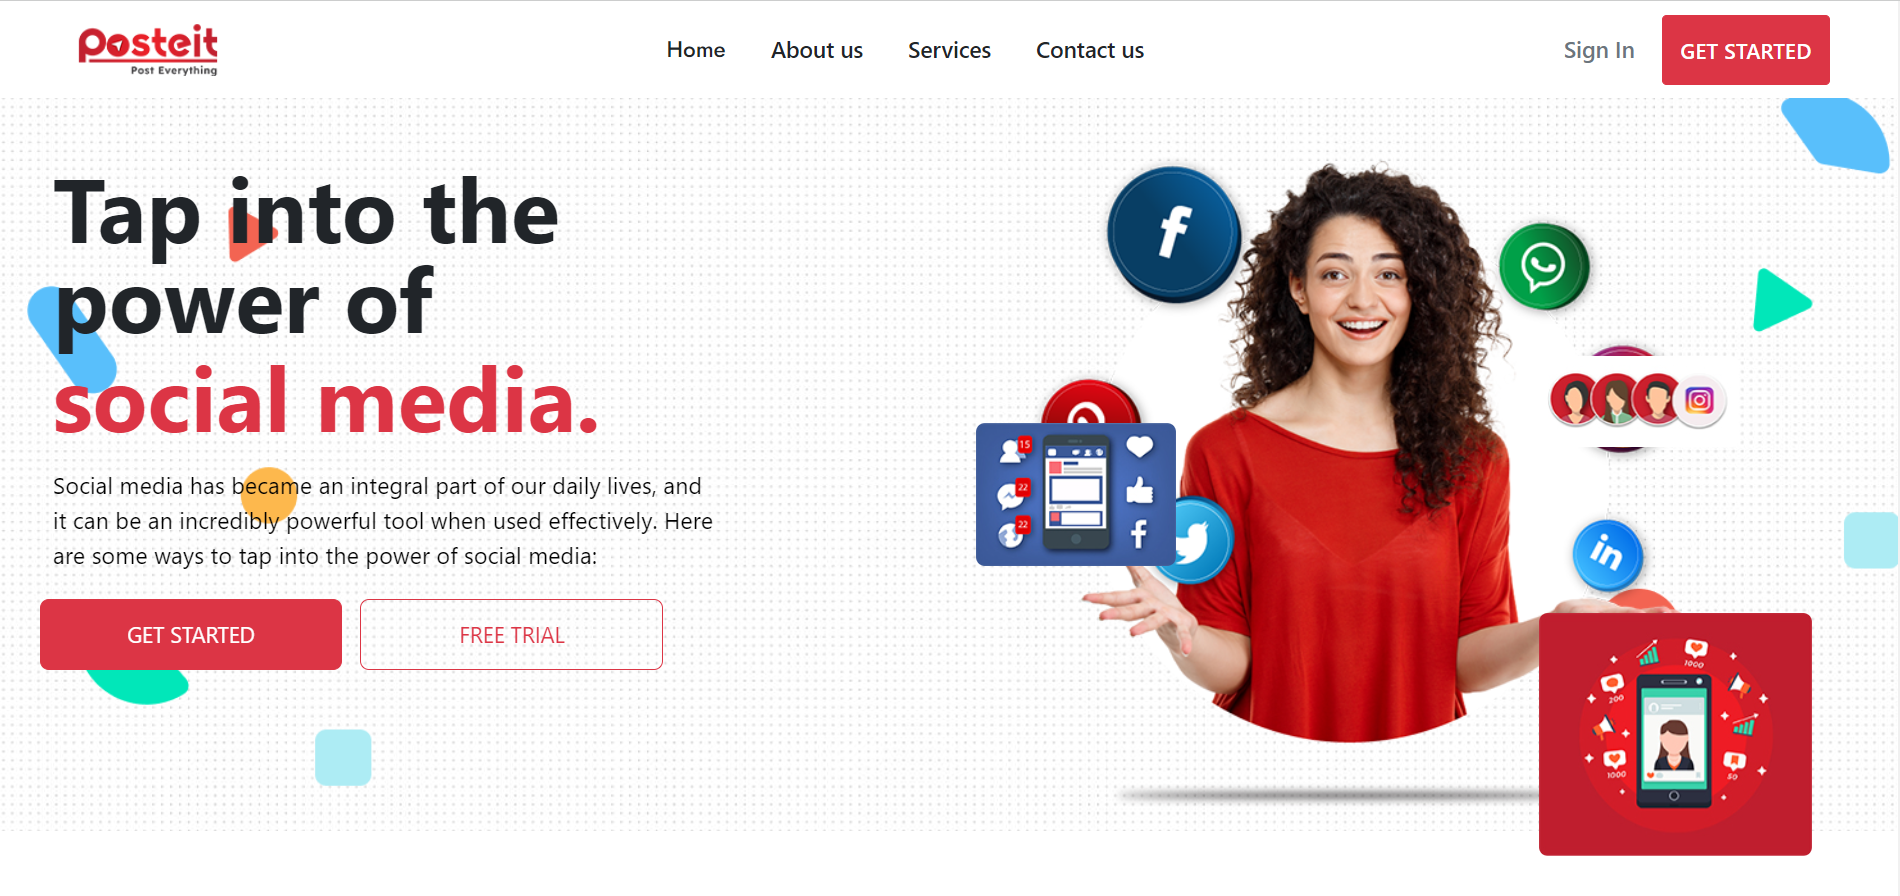 Posteit
Post Everything
Home
About us
Services
Contact us
Sign In
GET STARTED
Tap into the
power of
social media.
Social media has became an integral part of our daily lives, and
it can be an incredibly powerful tool when used effectively. Here
are some ways to tap into the power of social media:
GET STARTED
FREE TRIAL
f
15
22
22
f
in
1000
200
1000
50